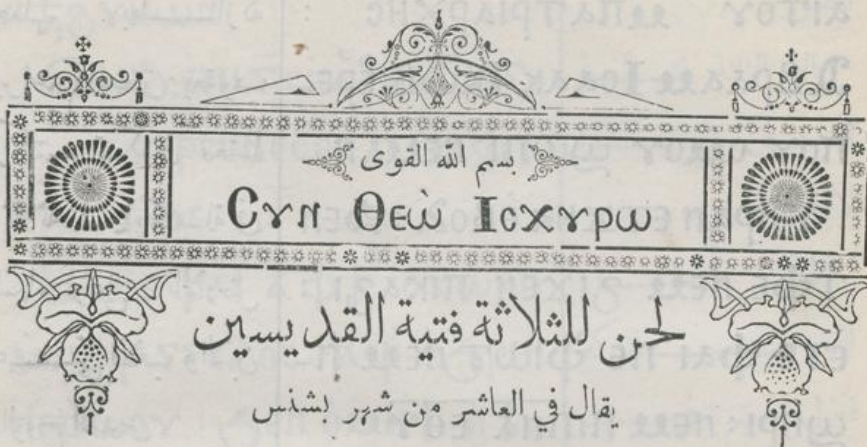 بسم الله القوى
Ⲥⲩⲛ Ⲑⲉⲱ̀ Ⲓⲥⲭⲩⲣⲱ
لحن للثلاثة فتية القديسين
يقال في العاشر من شهر بشنس